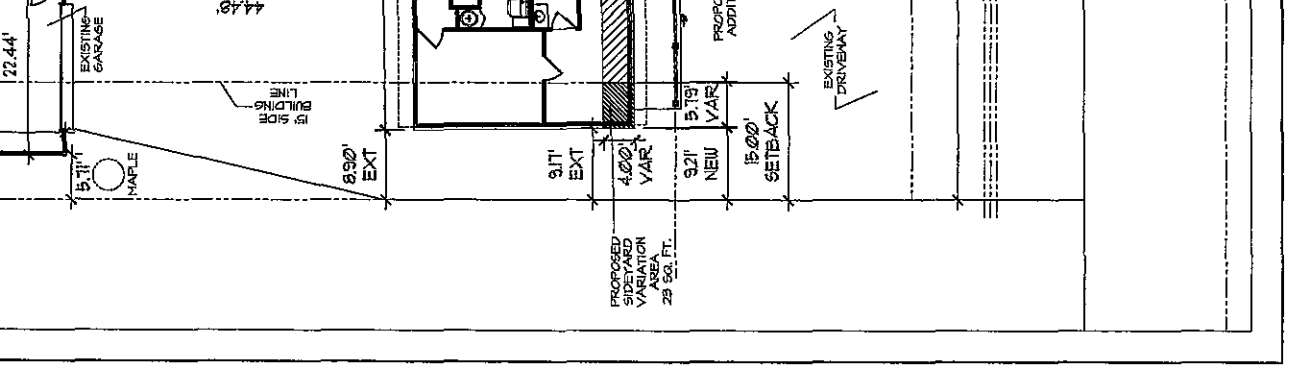 22.44'
EXISTING
GARAGE
44.48'
15' SIDE
BUILDING
LINE
5.71'
MAPLE
8.90'
EXT
9.17'
EXT
4.00'
VAR
5.79'
VAR
9.21'
NEW
15.00'
SETBACK
EXISTING
DRIVEWAY
PROPOSED
SIDEYARD
VARIATION
AREA
23 SQ. FT.